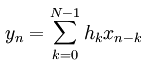 $y_n = \sum_{k=0}^{N-1} h_k x_{n-k}$